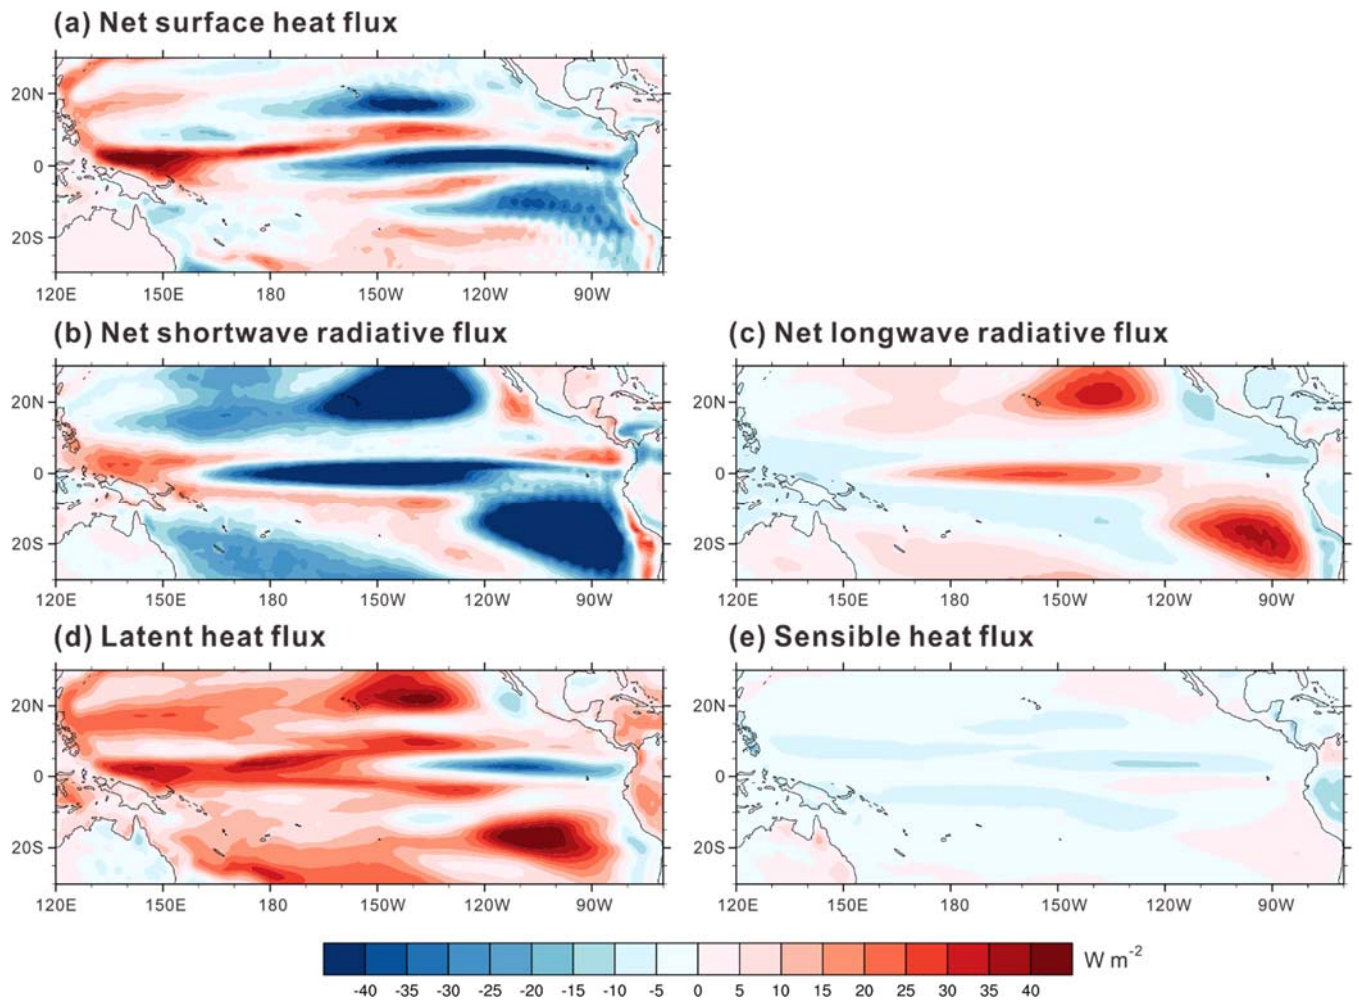 (a) Net surface heat flux
20N
0
20S
120E 150E 180 150W 120W 90W
(b) Net shortwave radiative flux
20N
0
20S
120E 150E 180 150W 120W 90W
(c) Net longwave radiative flux
20N
0
20S
120E 150E 180 150W 120W 90W
(d) Latent heat flux
20N
0
20S
120E 150E 180 150W 120W 90W
(e) Sensible heat flux
20N
0
20S
120E 150E 180 150W 120W 90W
W m⁻²
-40 -35 -30 -25 -20 -15 -10 -5 0 5 10 15 20 25 30 35 40